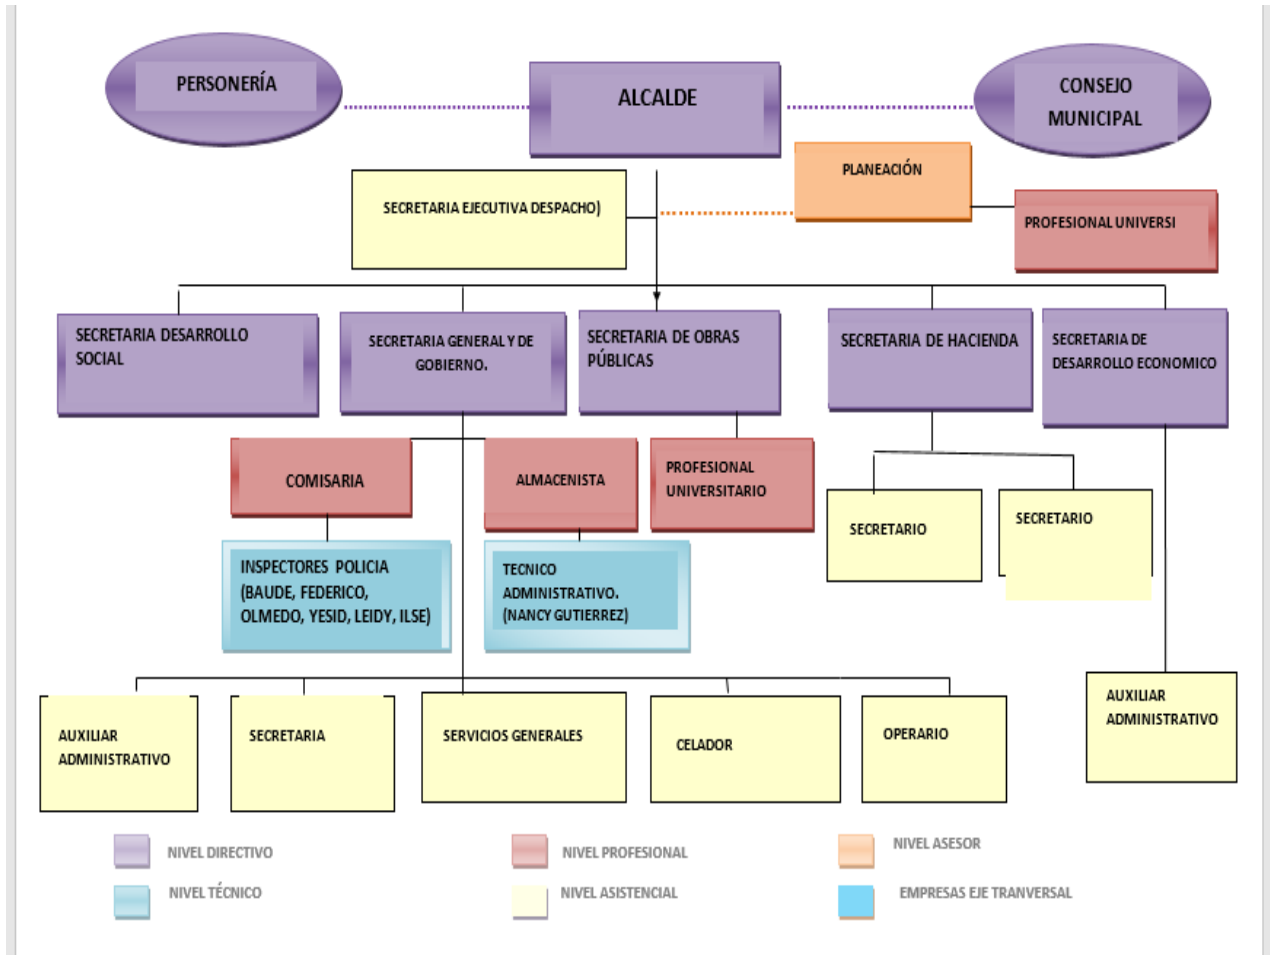 PERSONERÍA
ALCALDE
CONSEJO
MUNICIPAL
PLANEACIÓN
SECRETARIA EJECUTIVA DESPACHO)
PROFESIONAL UNIVERSI
SECRETARIA DESARROLLO
SOCIAL
SECRETARIA GENERAL Y DE
GOBIERNO.
SECRETARIA DE OBRAS
PÚBLICAS
SECRETARIA DE HACIENDA
SECRETARIA DE
DESARROLLO ECONOMICO
COMISARIA
ALMACENISTA
PROFESIONAL
UNIVERSITARIO
SECRETARIO
SECRETARIO
INSPECTORES POLICIA
(BAUDE, FEDERICO,
OLMEDO, YESID, LEIDY, ILSE)
TECNICO
ADMINISTRATIVO.
(NANCY GUTIERREZ)
AUXILIAR
ADMINISTRATIVO
SECRETARIA
SERVICIOS GENERALES
CELADOR
OPERARIO
AUXILIAR
ADMINISTRATIVO
NIVEL DIRECTIVO
NIVEL PROFESIONAL
NIVEL ASESOR
NIVEL TÉCNICO
NIVEL ASISTENCIAL
EMPRESAS EJE TRANVERSAL